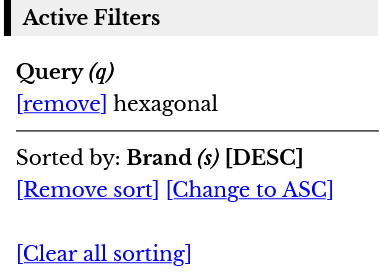 Active Filters
Query (q)
[remove] hexagonal
Sorted by: Brand (s) [DESC]
[Remove sort] [Change to ASC]
[Clear all sorting]